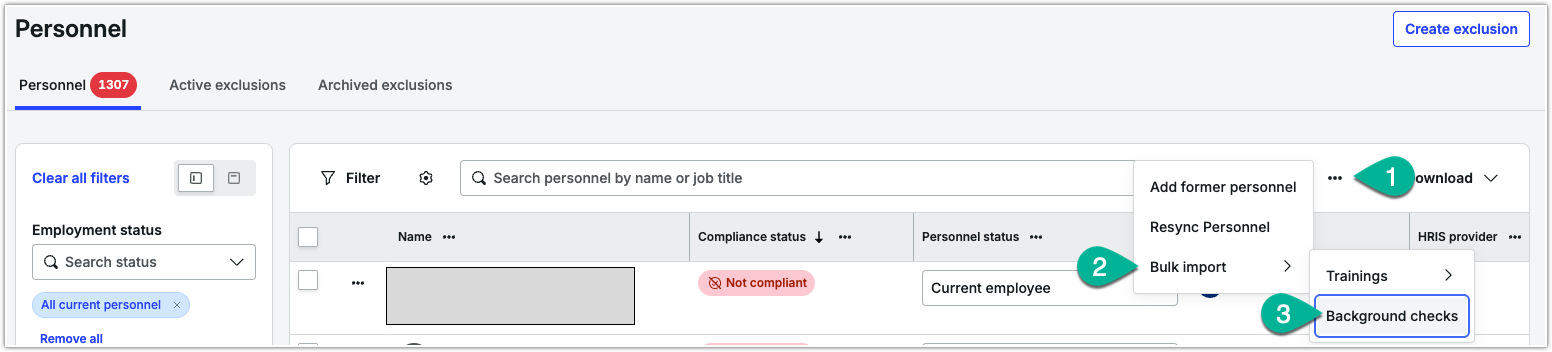 Personnel
Create exclusion
Personnel 1307 Active exclusions Archived exclusions
Clear all filters
Filter
Search personnel by name or job title
1
ownload
Add former personnel
Resync Personnel
2
Bulk import
Trainings
3
Background checks
Employment status
Search status
All current personnel ×
Remove all
Name
Compliance status
Personnel status
HRIS provider
Not compliant
Current employee